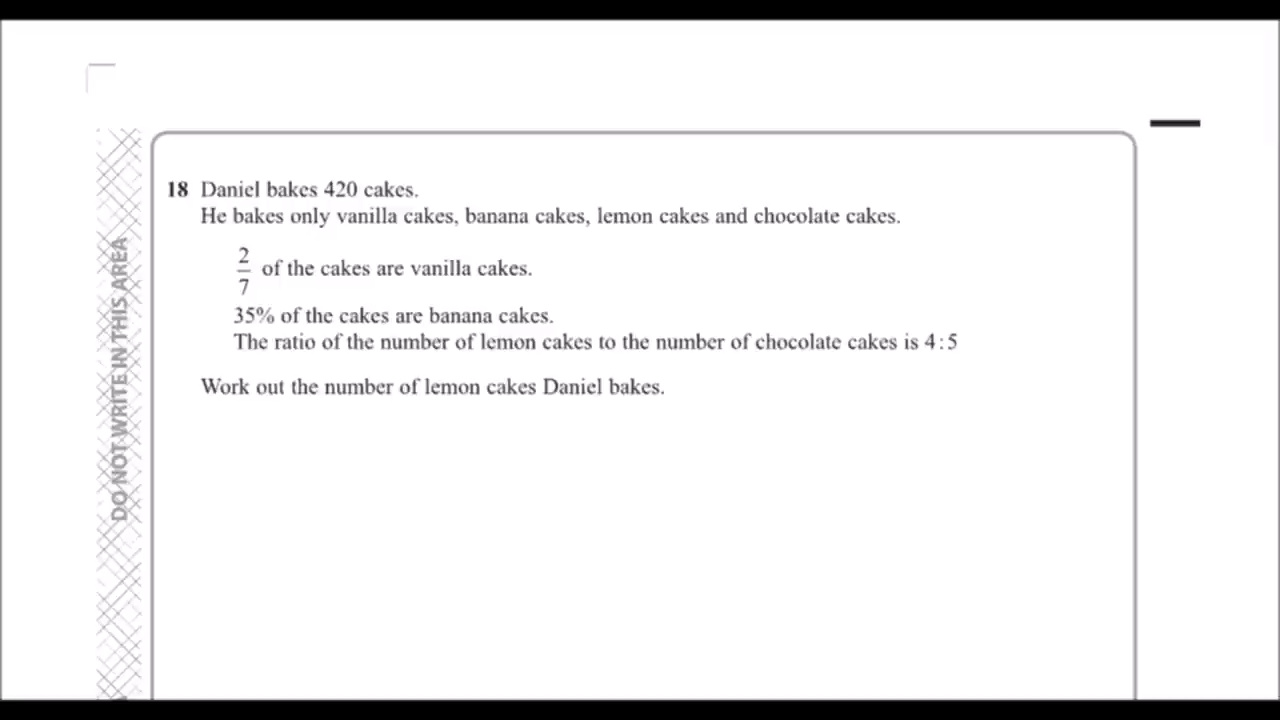 18 Daniel bakes 420 cakes.
He bakes only vanilla cakes, banana cakes, lemon cakes and chocolate cakes.
2/7 of the cakes are vanilla cakes.
35% of the cakes are banana cakes.
The ratio of the number of lemon cakes to the number of chocolate cakes is 4:5
Work out the number of lemon cakes Daniel bakes.
DO NOT WRITE IN THIS AREA